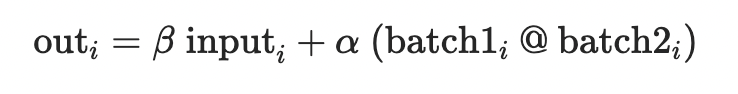 outᵢ = β inputᵢ + α (batch1ᵢ @ batch2ᵢ)